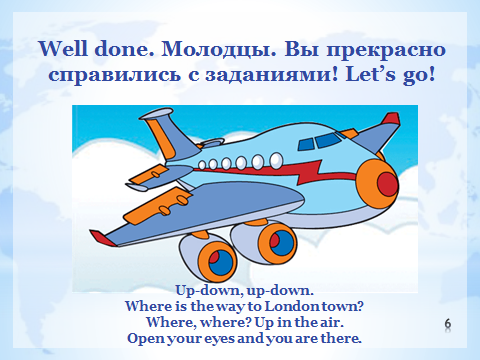 Well done. Молодцы. Вы прекрасно
справились с заданиями! Let's go!
Up-down, up-down.
Where is the way to London town?
Where, where? Up in the air.
Open your eyes and you are there.
6